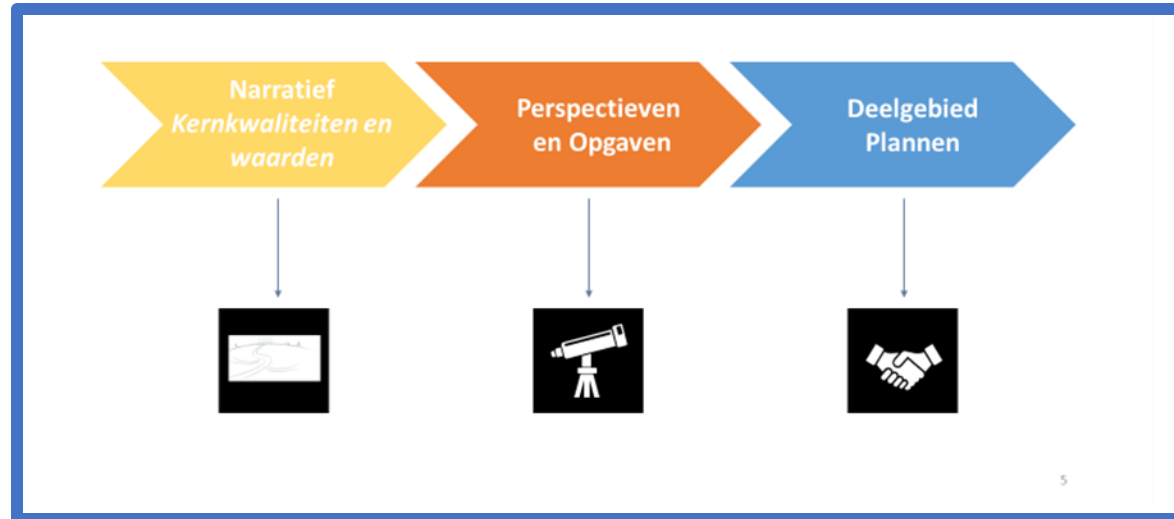 Narratief
Kernkwaliteiten en
waarden
Perspectieven
en Opgaven
Deelgebied
Plannen
5